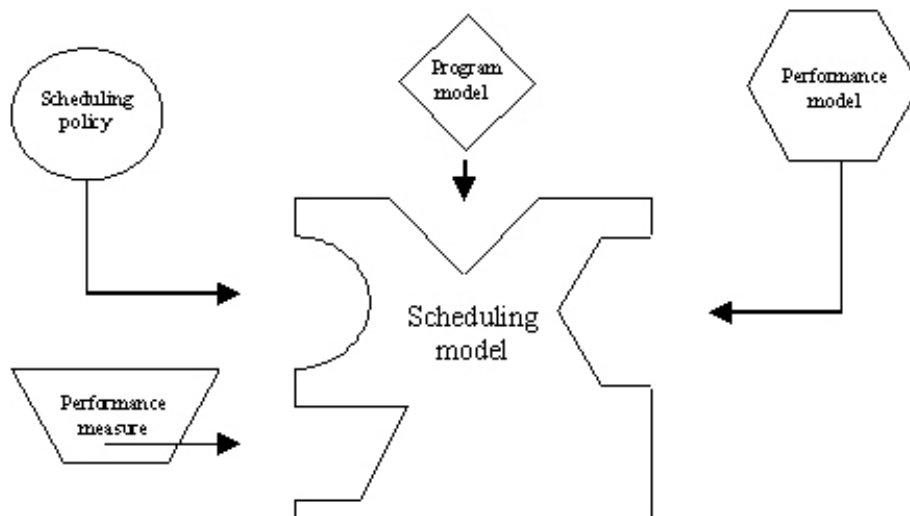 Scheduling
policy
Program
model
Performance
model
Scheduling
model
Performance
measure